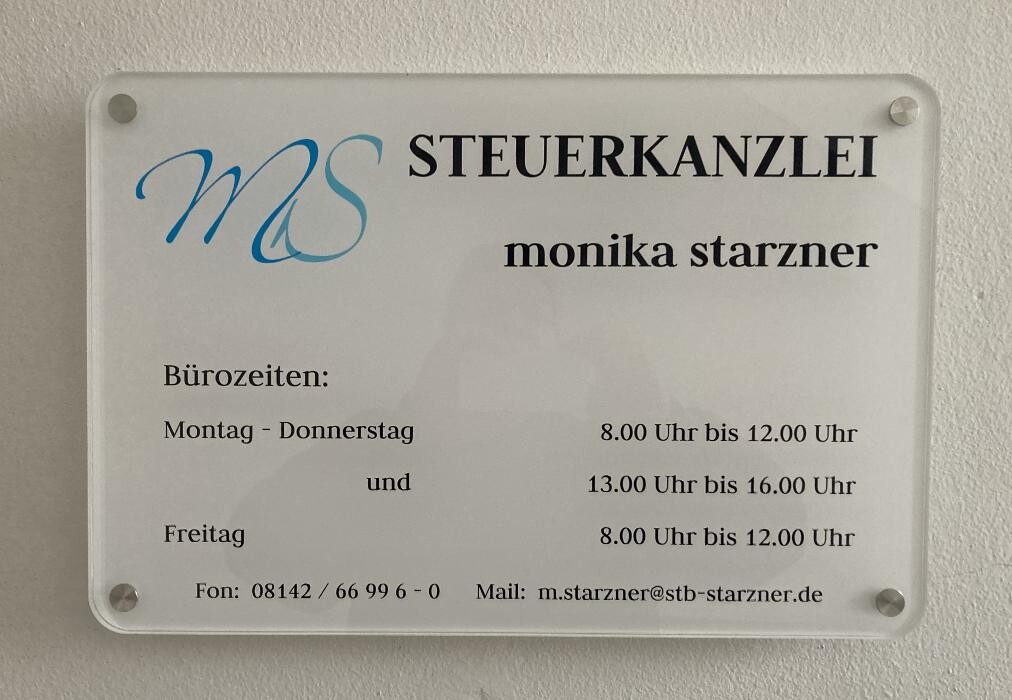 MS STEUERKANZLEI
monika starzner
Bürozeiten:
Montag - Donnerstag 8.00 Uhr bis 12.00 Uhr
und 13.00 Uhr bis 16.00 Uhr
Freitag 8.00 Uhr bis 12.00 Uhr
Fon: 08142 / 66 99 6 - 0 Mail: m.starzner@stb-starzner.de